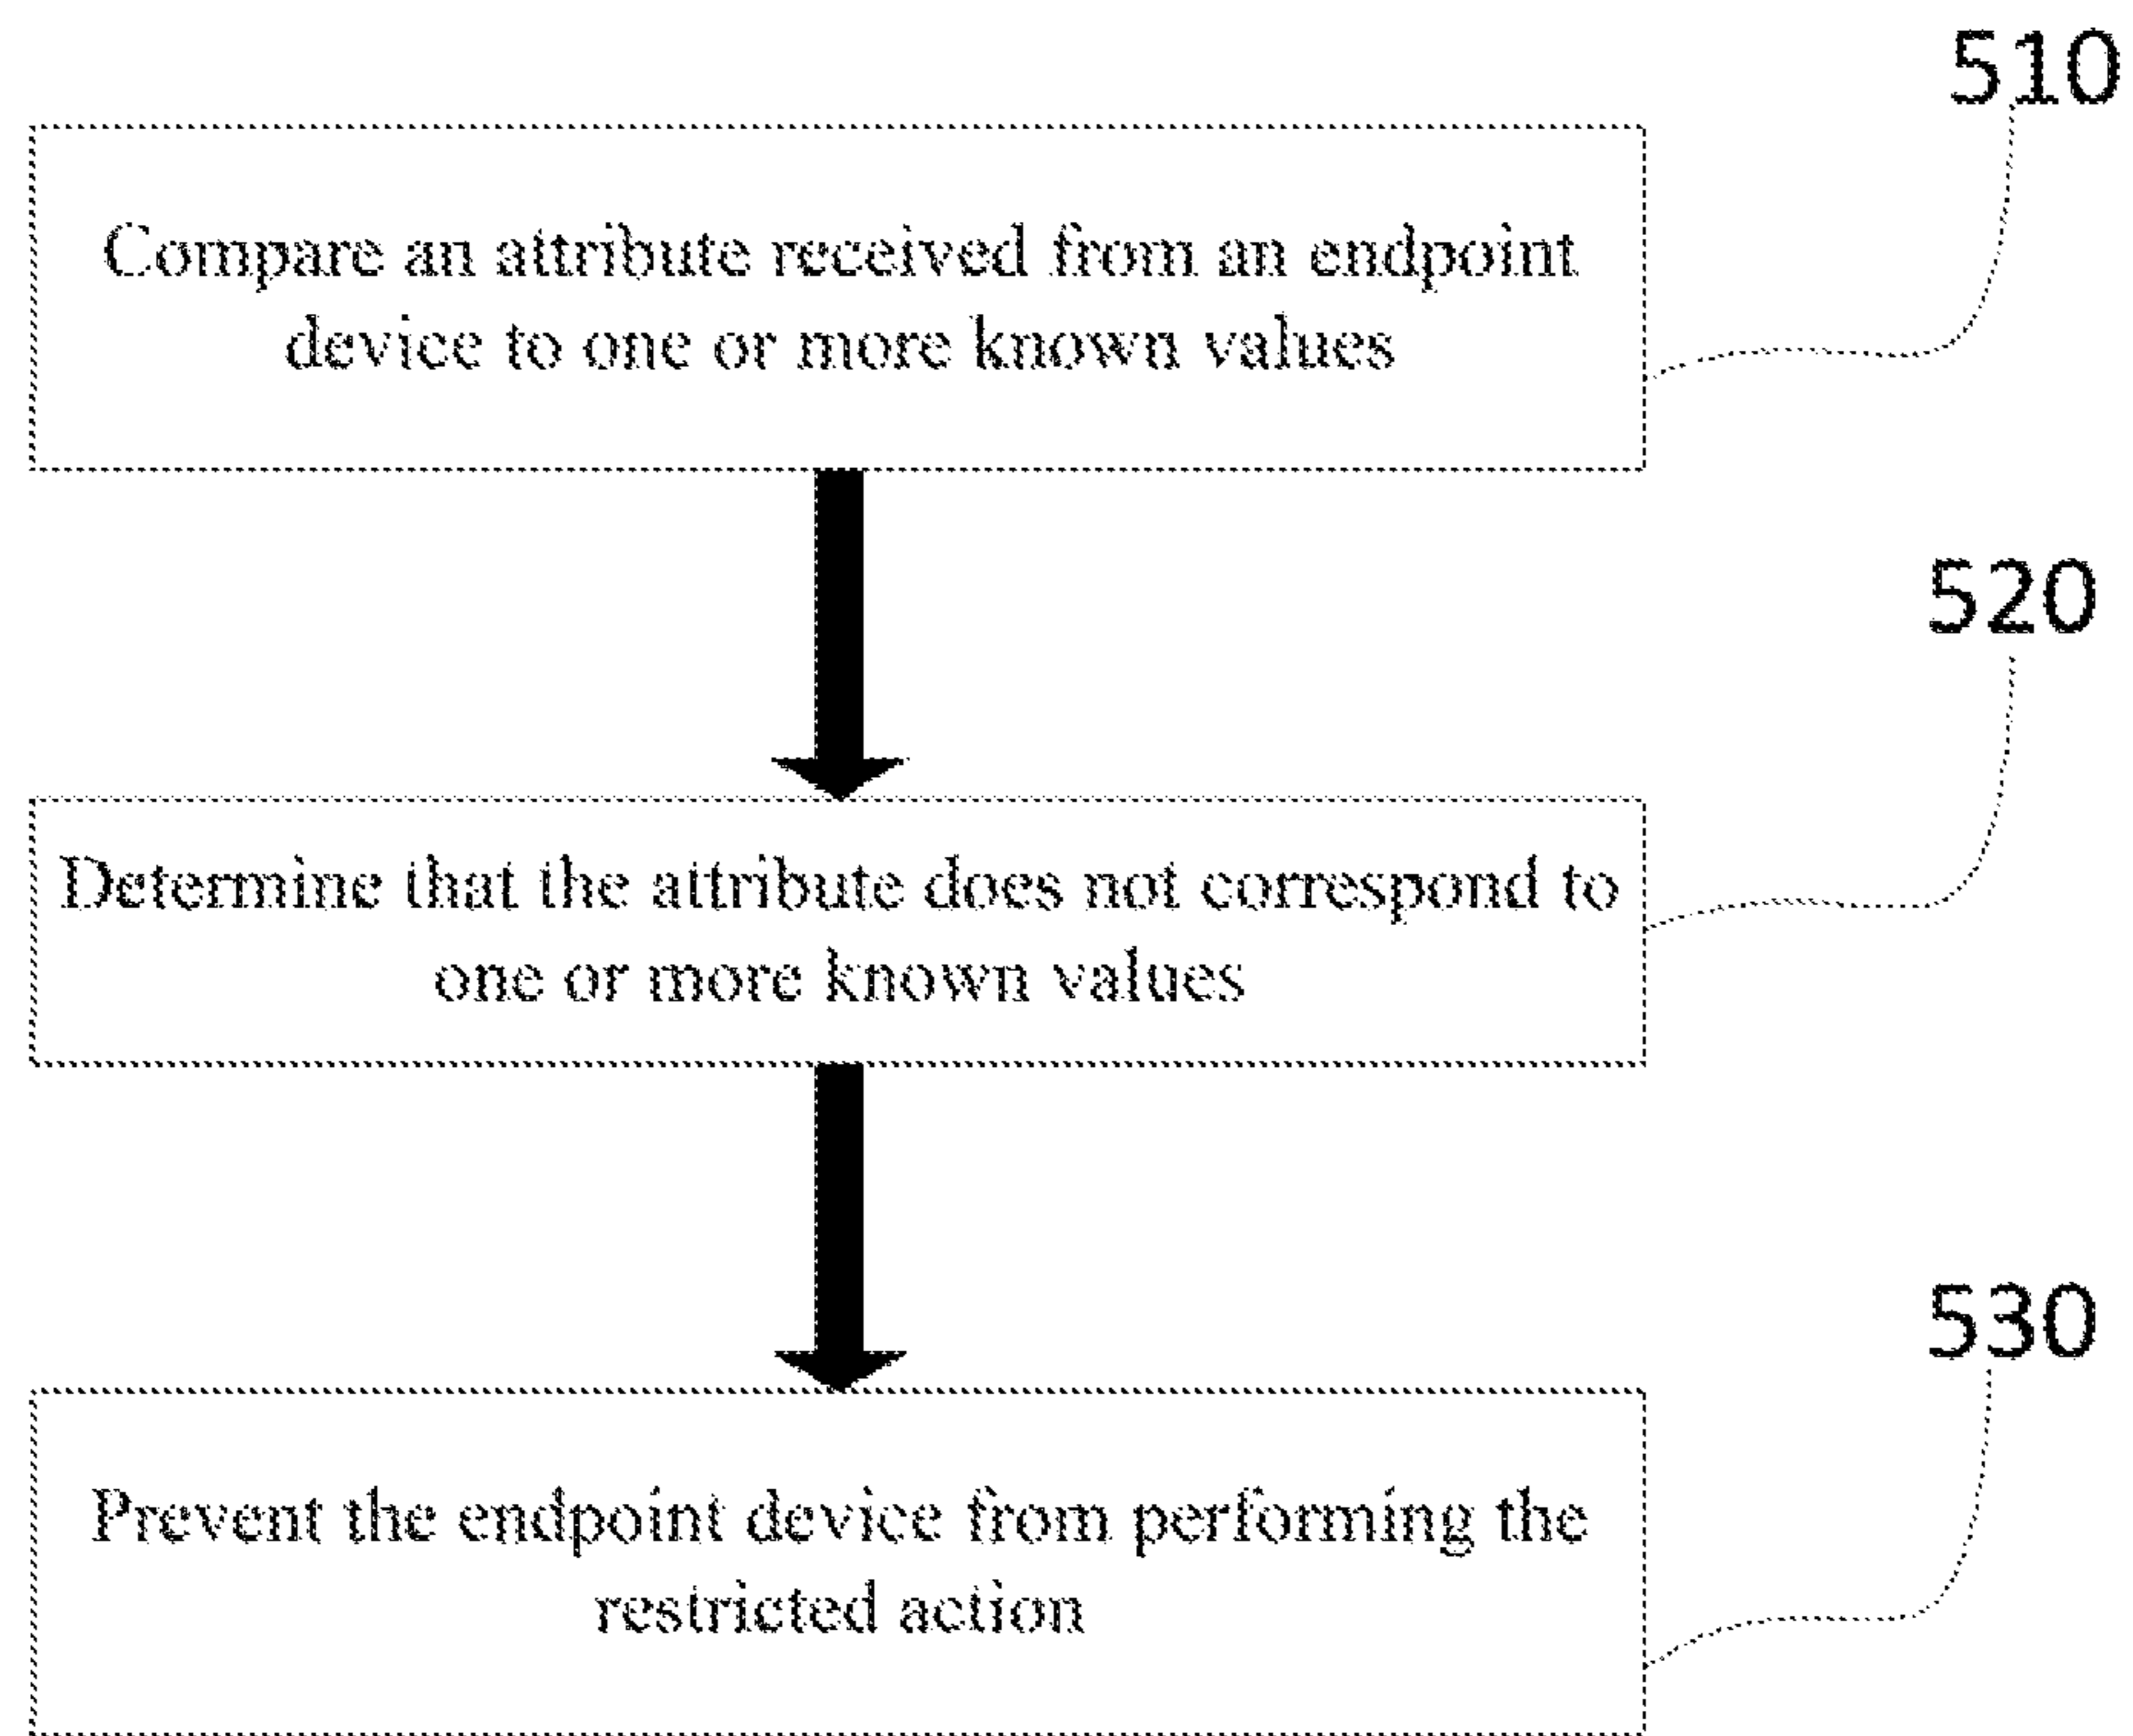 510
Compare an attribute received from an endpoint
device to one or more known values
520
Determine that the attribute does not correspond to
one or more known values
530
Prevent the endpoint device from performing the
restricted action